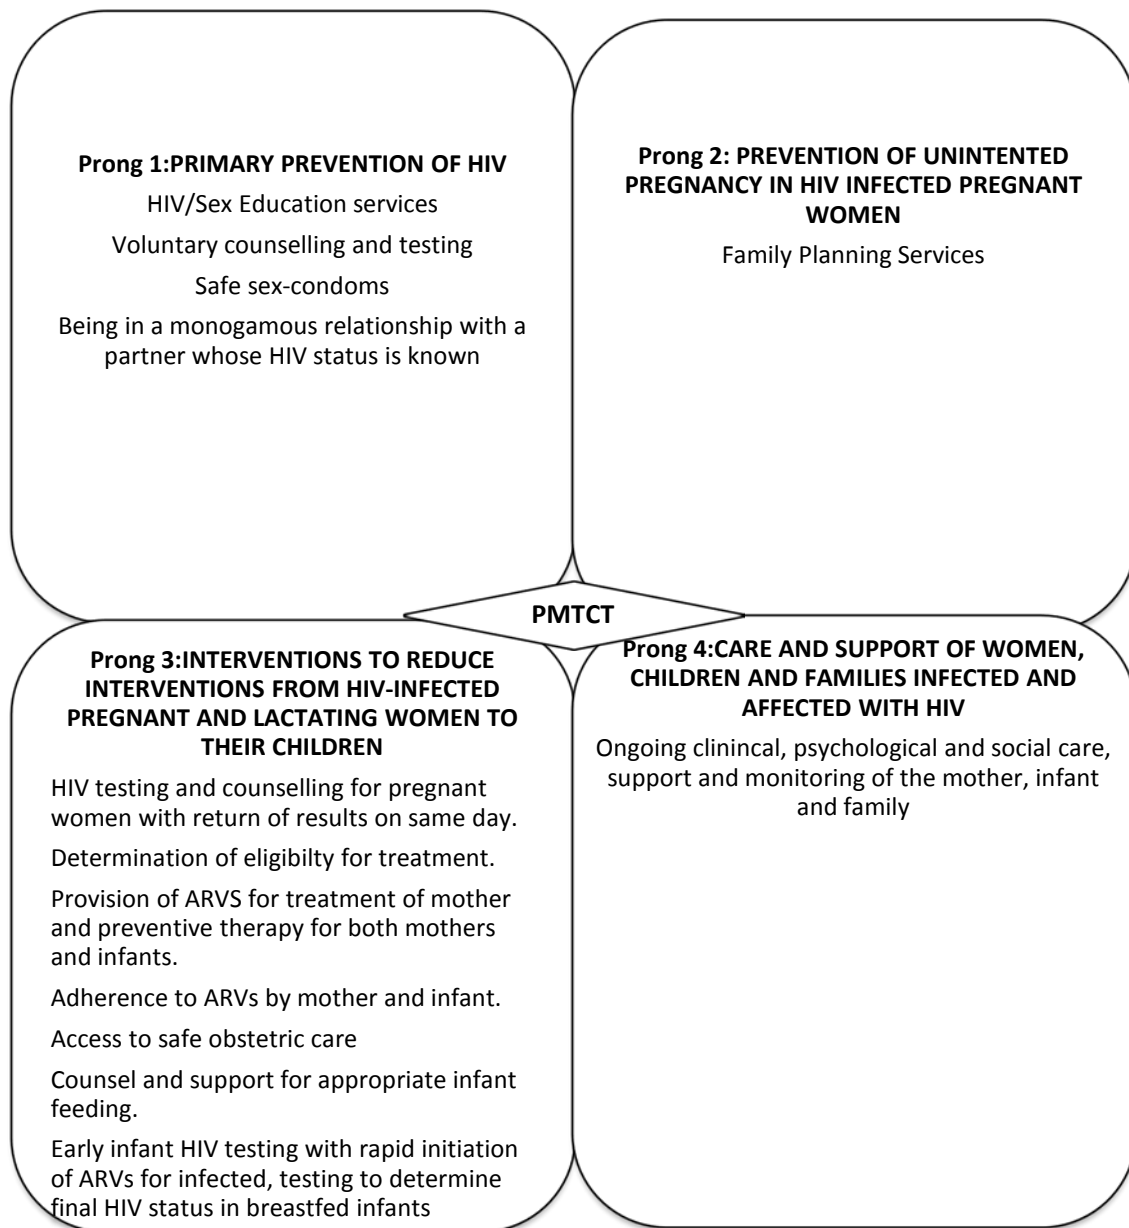 Prong 1:PRIMARY PREVENTION OF HIV
HIV/Sex Education services
Voluntary counselling and testing
Safe sex-condoms
Being in a monogamous relationship with a
partner whose HIV status is known
Prong 2: PREVENTION OF UNINTENTED
PREGNANCY IN HIV INFECTED PREGNANT
WOMEN
Family Planning Services
PMTCT
Prong 3:INTERVENTIONS TO REDUCE
INTERVENTIONS FROM HIV-INFECTED
PREGNANT AND LACTATING WOMEN TO
THEIR CHILDREN
HIV testing and counselling for pregnant
women with return of results on same day.
Determination of eligibilty for treatment.
Provision of ARVS for treatment of mother
and preventive therapy for both mothers
and infants.
Adherence to ARVs by mother and infant.
Access to safe obstetric care
Counsel and support for appropriate infant
feeding.
Early infant HIV testing with rapid initiation
of ARVs for infected, testing to determine
final HIV status in breastfed infants
Prong 4:CARE AND SUPPORT OF WOMEN,
CHILDREN AND FAMILIES INFECTED AND
AFFECTED WITH HIV
Ongoing clinincal, psychological and social care,
support and monitoring of the mother, infant
and family